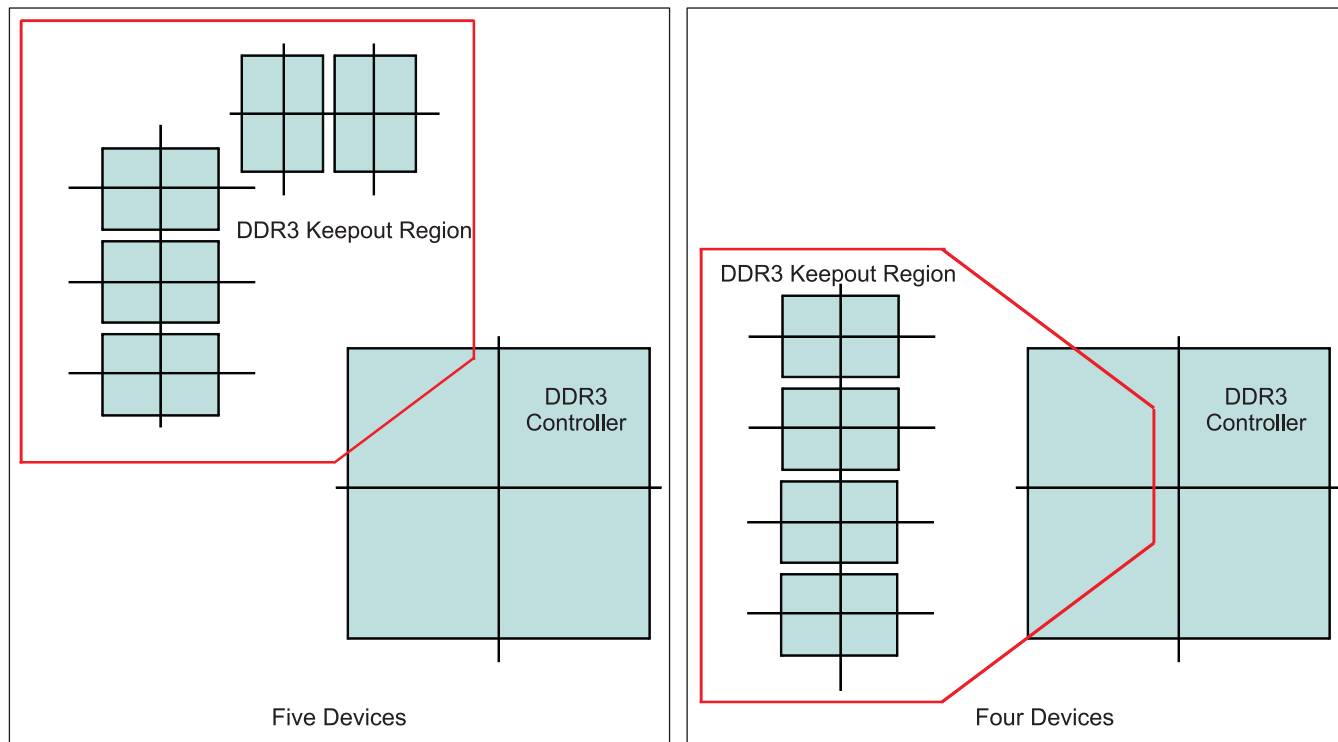 DDR3 Keepout Region
DDR3
Controller
Five Devices
DDR3 Keepout Region
DDR3
Controller
Four Devices